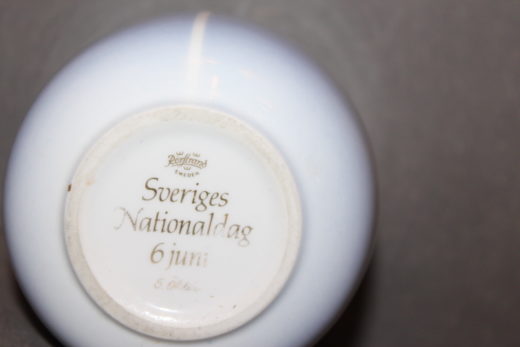 Rörstrand
SWEDEN
Sveriges
Nationaldag
6 juni